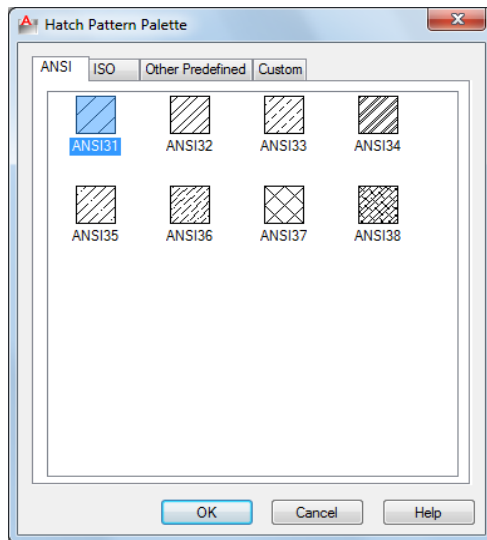 Hatch Pattern Palette
ANSI ISO Other Predefined Custom
ANSI31 ANSI32 ANSI33 ANSI34
ANSI35 ANSI36 ANSI37 ANSI38
OK Cancel Help